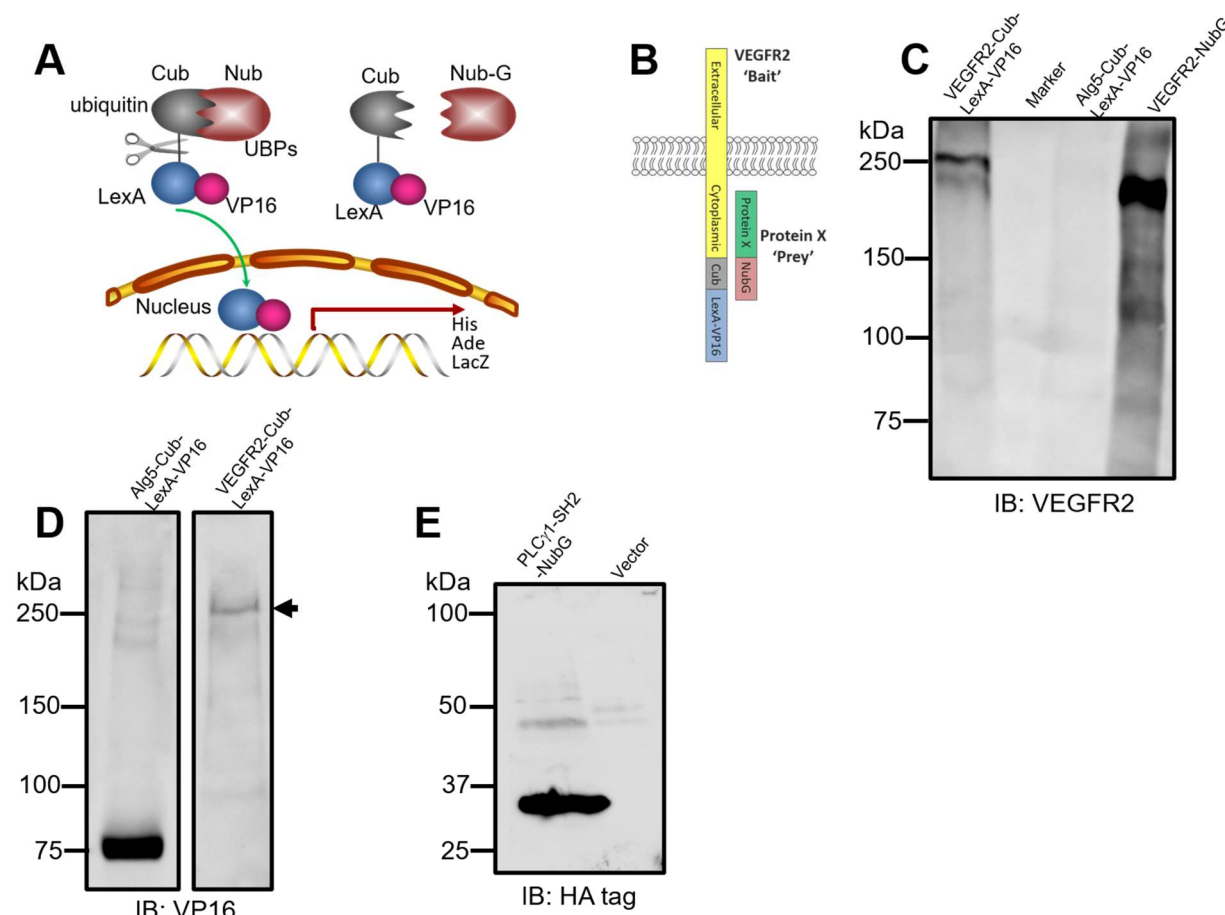 A
Cub
Nub
ubiquitin
UBPs
LexA
VP16
Cub
Nub-G
LexA
VP16
Nucleus
His
Ade
LacZ
B
VEGFR2
'Bait'
Extracellular
Cytoplasmic
Cub
LexA-VP16
Protein X
NubG
Protein X
'Prey'
C
VEGFR2-Cub-
LexA-VP16
Marker
Alg5-Cub-
LexA-VP16
VEGFR2-NubG
kDa
250
150
100
75
IB: VEGFR2
D
Alg5-Cub-
LexA-VP16
VEGFR2-Cub-
LexA-VP16
kDa
250
150
100
75
IB: VP16
E
PLCγ1-SH2
-NubG
Vector
kDa
100
50
37
25
IB: HA tag